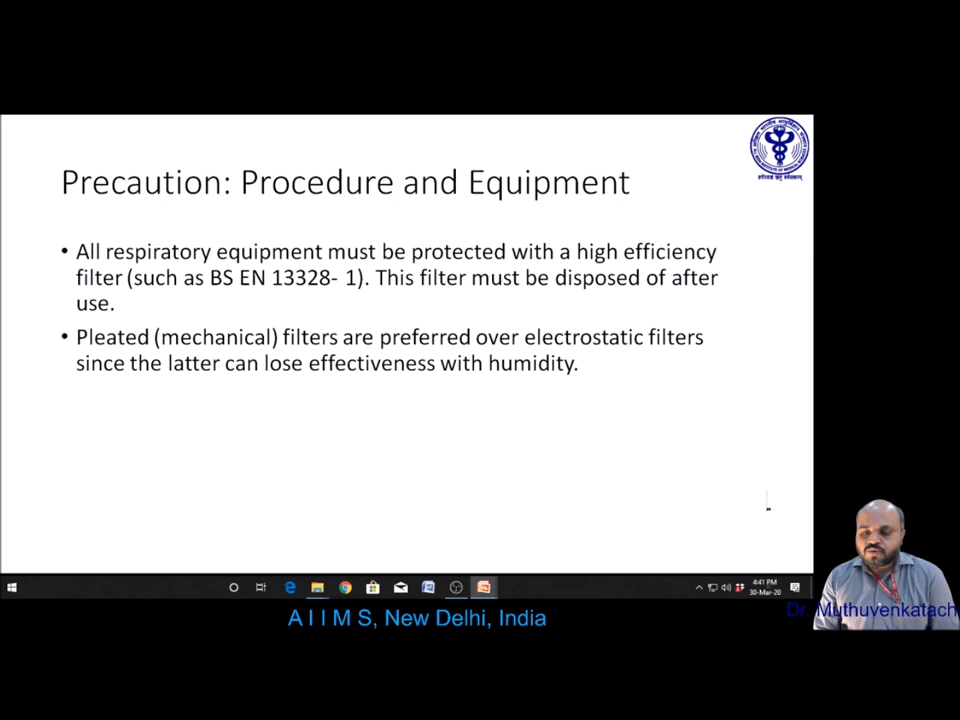 Precaution: Procedure and Equipment
• All respiratory equipment must be protected with a high efficiency
filter (such as BS EN 13328- 1). This filter must be disposed of after
use.
• Pleated (mechanical) filters are preferred over electrostatic filters
since the latter can lose effectiveness with humidity.
4:41 PM
30-Mar-20
Dr. Muthuvenkatach
A I I M S, New Delhi, India